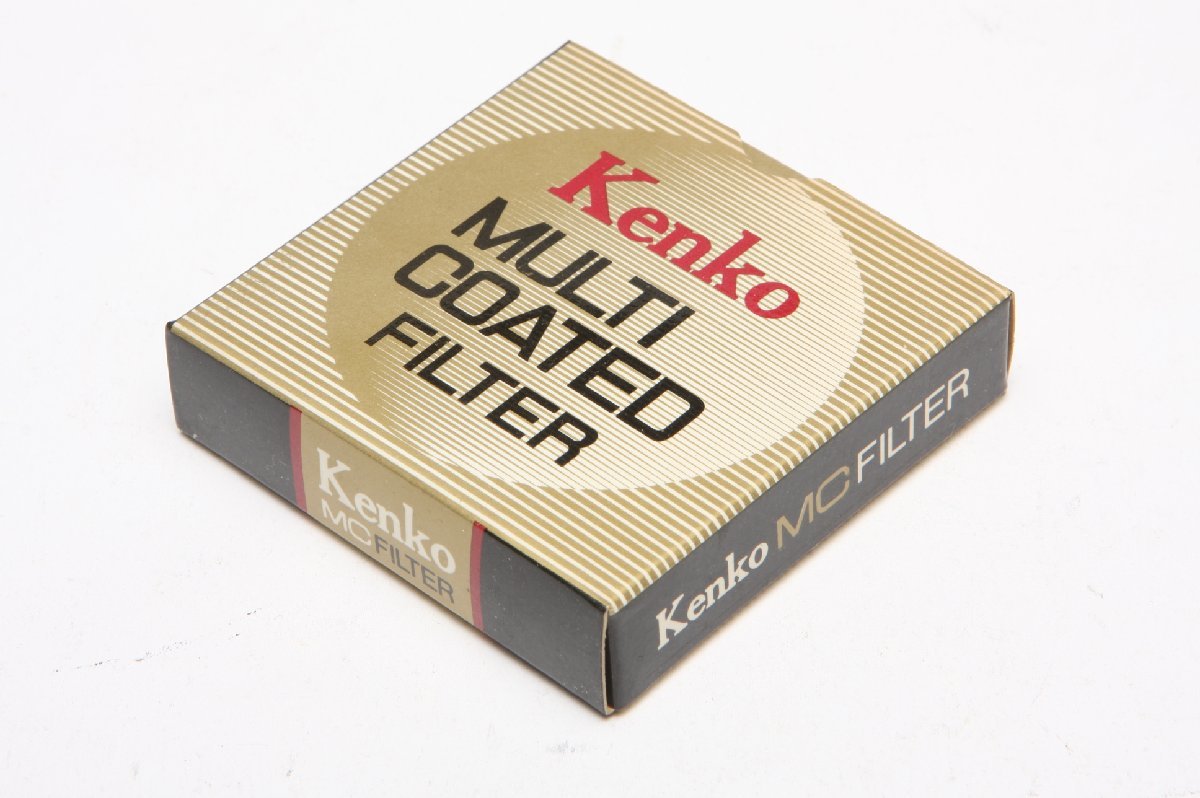 Kenko
MULTI
COATED
FILTER
Kenko
MC FILTER
Kenko MC FILTER